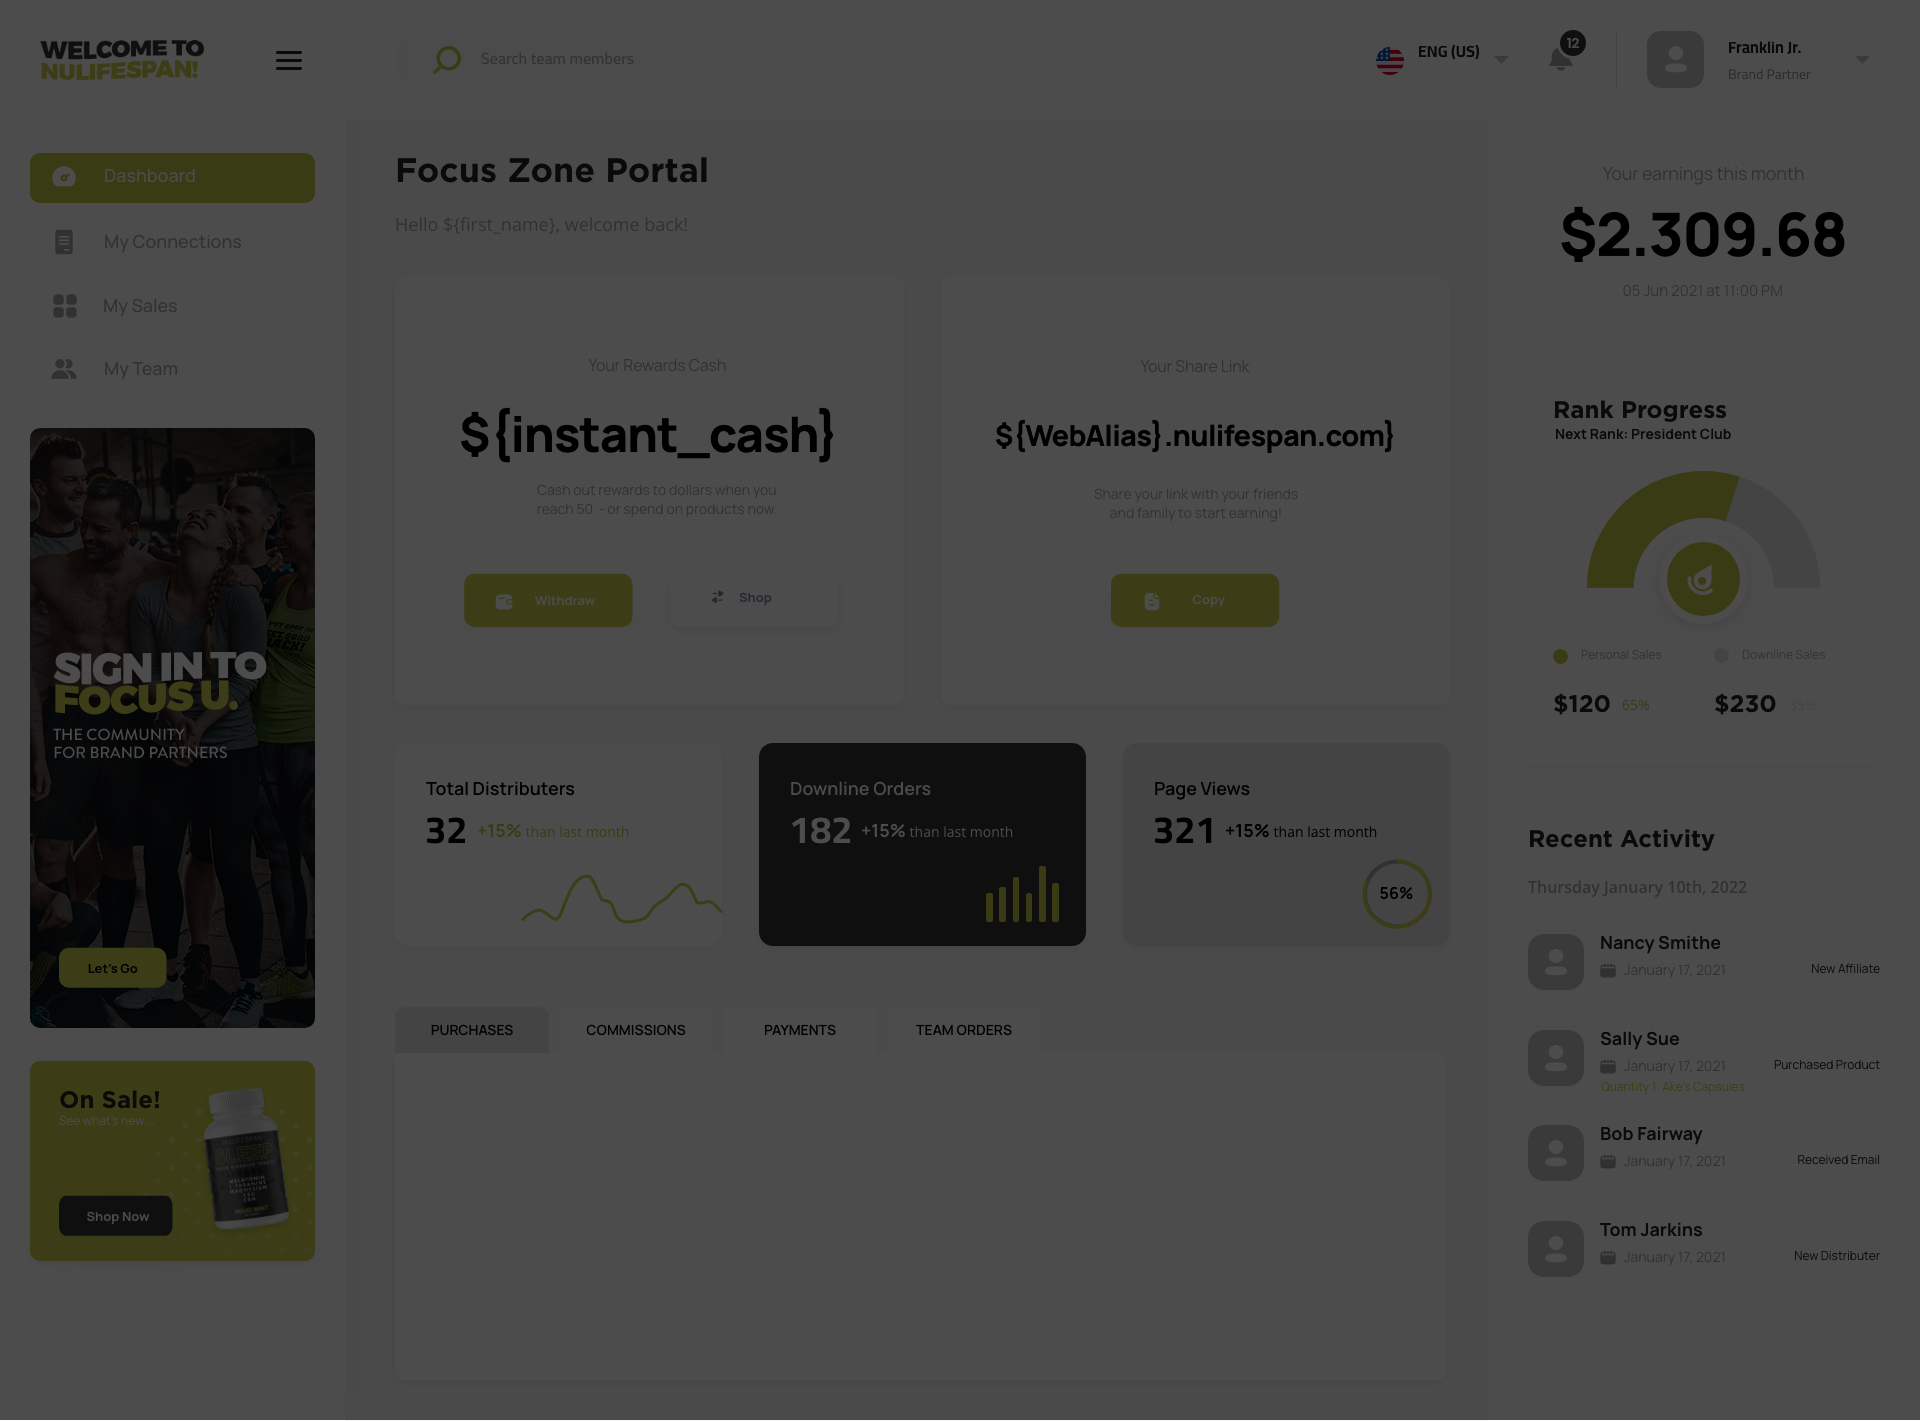 WELCOME TO
NULIFESPAN!
Search team members
ENG (US)
12
Franklin Jr.
Brand Partner
Dashboard
My Connections
My Sales
My Team
SIGN IN TO
FOCUS U.
THE COMMUNITY
FOR BRAND PARTNERS
Let's Go
On Sale!
See what's new...
Shop Now
Focus Zone Portal
Hello ${first_name}, welcome back!
Your Rewards Cash
${instant_cash}
Cash out rewards to dollars when you
reach 50 - or spend on products now.
Withdraw
Shop
Your Share Link
${WebAlias}.nulifespan.com}
Share your link with your friends
and family to start earning!
Copy
Total Distributers
32 +15% than last month
Downline Orders
182 +15% than last month
Page Views
321 +15% than last month
56%
PURCHASES
COMMISSIONS
PAYMENTS
TEAM ORDERS
Your earnings this month
$2.309.68
05 Jun 2021 at 11:00 PM
Rank Progress
Next Rank: President Club
Personal Sales
Downline Sales
$120 65%
$230 35%
Recent Activity
Thursday January 10th, 2022
Nancy Smithe
January 17, 2021
New Affiliate
Sally Sue
January 17, 2021
Purchased Product
Quantity 1: Ake's Capsules
Bob Fairway
January 17, 2021
Received Email
Tom Jarkins
January 17, 2021
New Distributer